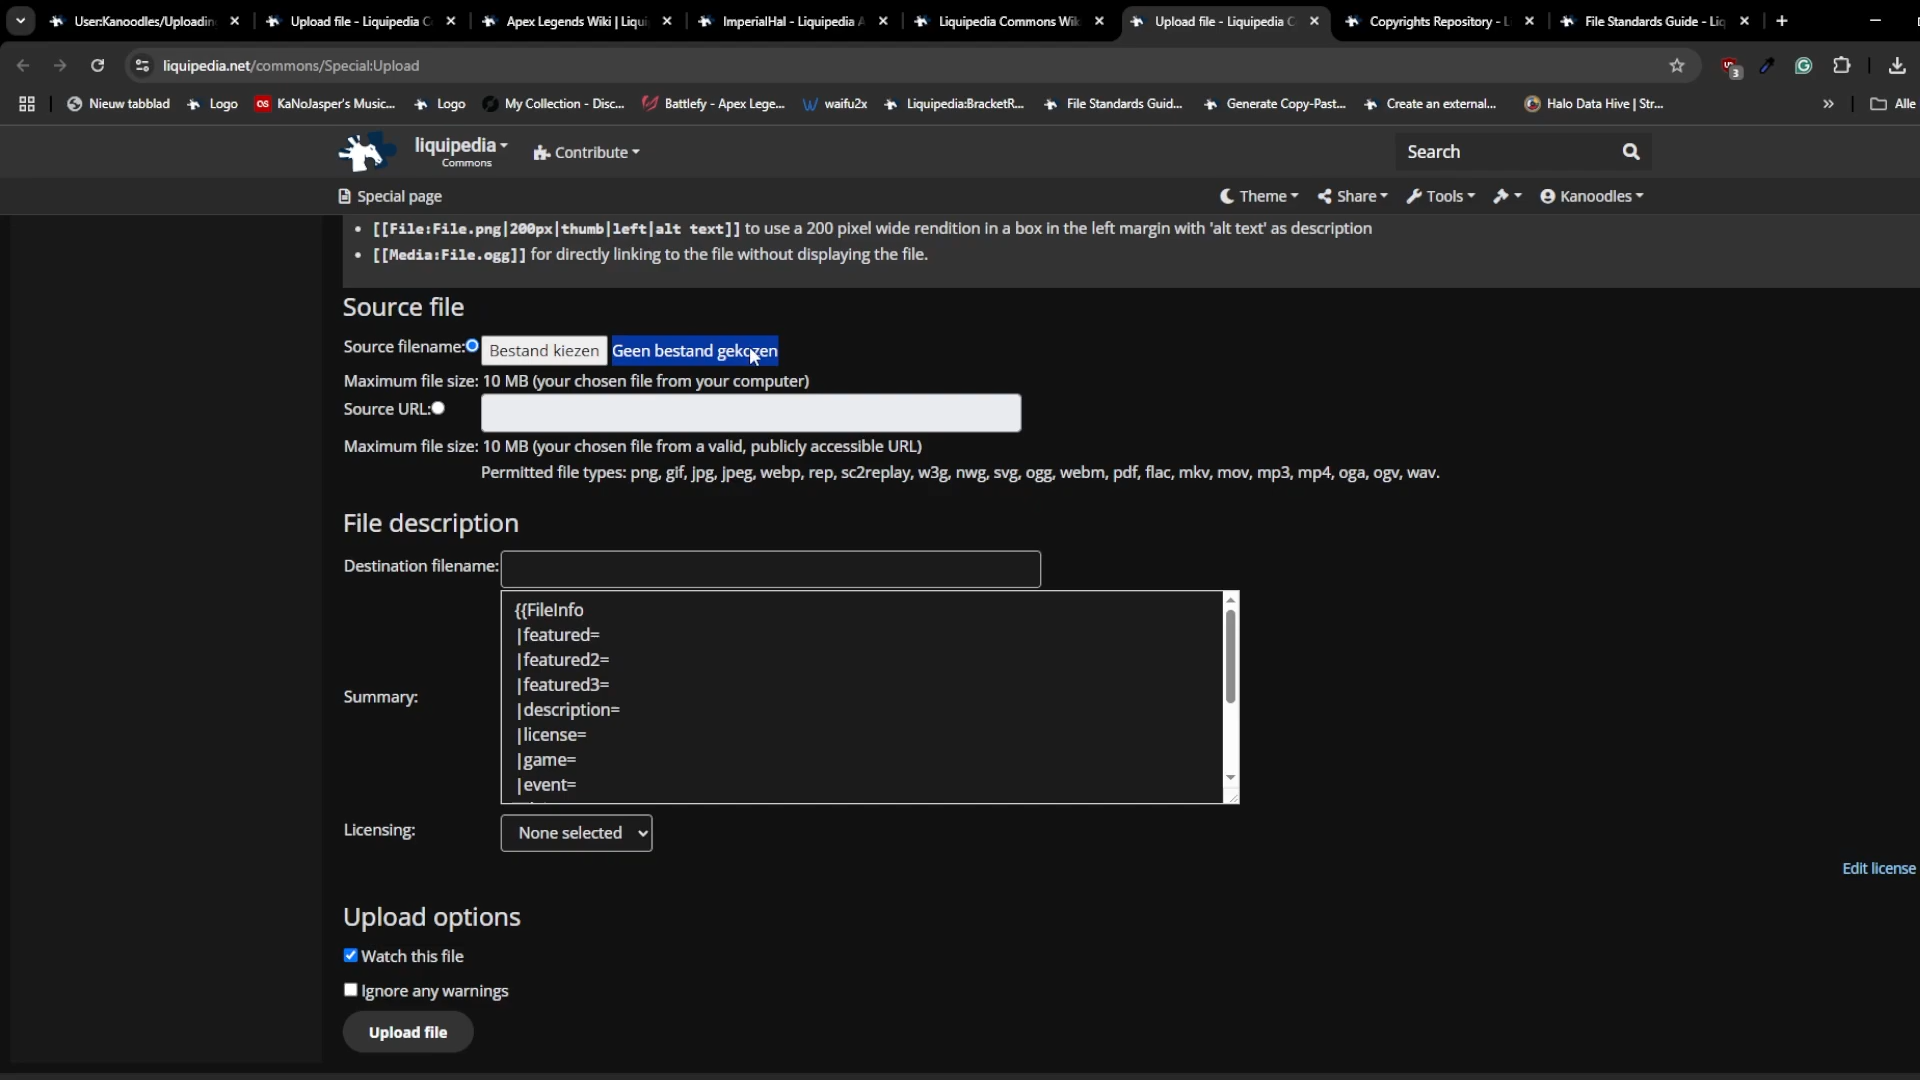 User:Kanoodles/Uploadin
Upload file - Liquipedia C
Apex Legends Wiki | Liqui
ImperialHal - Liquipedia A
Liquipedia Commons Wik
Upload file - Liquipedia C
Copyrights Repository - L
File Standards Guide - Liq
liquipedia.net/commons/Special:Upload
3
Nieuw tabblad
Logo
KaNoJasper's Music...
Logo
My Collection - Disc...
Battlefy - Apex Lege...
waifu2x
Liquipedia:BracketR...
File Standards Guid...
Generate Copy-Past...
Create an external...
Halo Data Hive | Str...
»
Alle
liquipedia
Commons
Contribute
Search
Special page
Theme
Share
Tools
Kanoodles
• [[File:File.png|200px|thumb|left|alt text]] to use a 200 pixel wide rendition in a box in the left margin with 'alt text' as description
• [[Media:File.ogg]] for directly linking to the file without displaying the file.
Source file
Source filename: Bestand kiezen Geen bestand gekozen
Maximum file size: 10 MB (your chosen file from your computer)
Source URL:
Maximum file size: 10 MB (your chosen file from a valid, publicly accessible URL)
Permitted file types: png, gif, jpg, jpeg, webp, rep, sc2replay, w3g, nwg, svg, ogg, webm, pdf, flac, mkv, mov, mp3, mp4, oga, ogv, wav.
File description
Destination filename:
Summary:
{{FileInfo
|featured=
|featured2=
|featured3=
|description=
|license=
|game=
|event=
Licensing: None selected
Edit license
Upload options
Watch this file
Ignore any warnings
Upload file